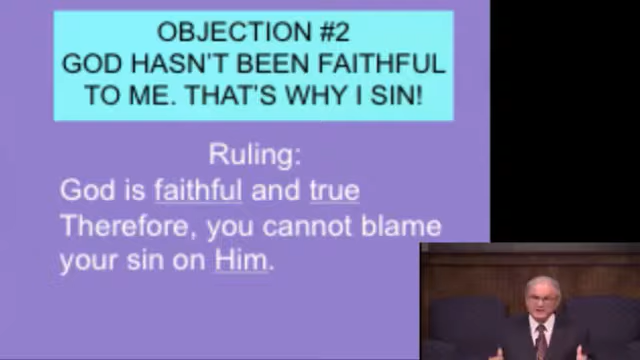 OBJECTION #2
GOD HASN'T BEEN FAITHFUL
TO ME. THAT'S WHY I SIN!
Ruling:
God is faithful and true
Therefore, you cannot blame
your sin on Him.